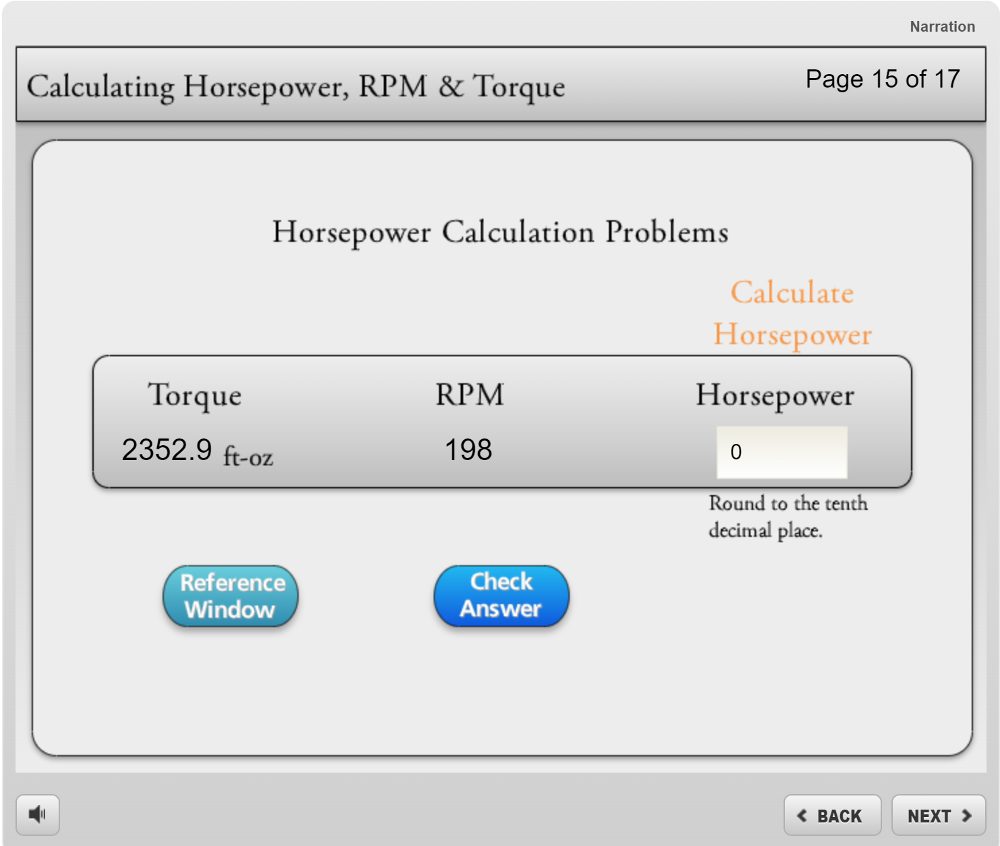 Narration
Calculating Horsepower, RPM & Torque
Page 15 of 17
Horsepower Calculation Problems
Calculate
Horsepower
Torque RPM Horsepower
2352.9 ft-oz 198 0
Round to the tenth
decimal place.
Reference
Window
Check
Answer
BACK
NEXT